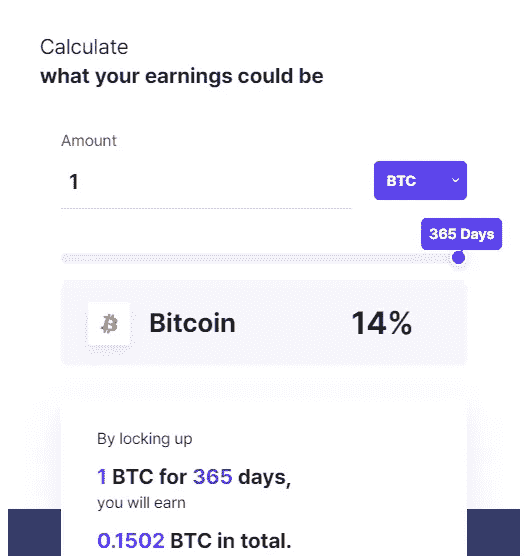 Calculate
what your earnings could be
Amount
1
BTC
365 Days
Bitcoin
14%
By locking up
1 BTC for 365 days,
you will earn
0.1502 BTC in total.